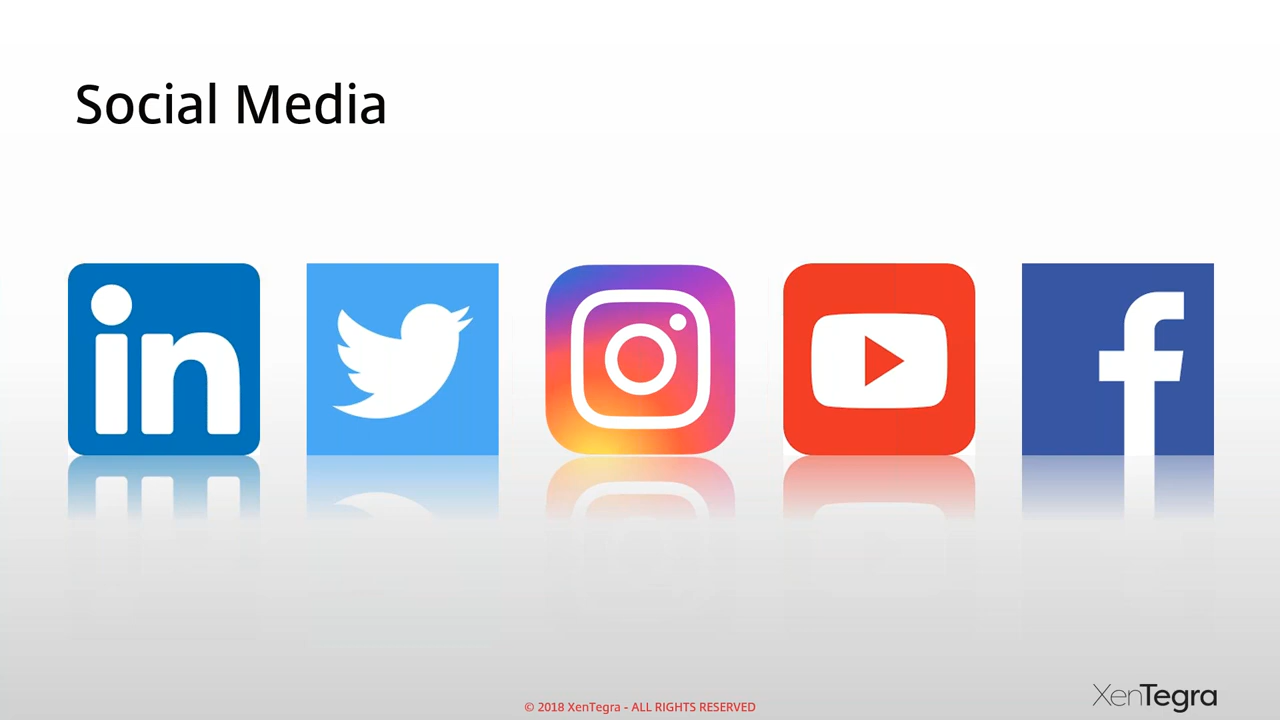 Social Media
in
f
© 2018 XenTegra - ALL RIGHTS RESERVED
XenTegra